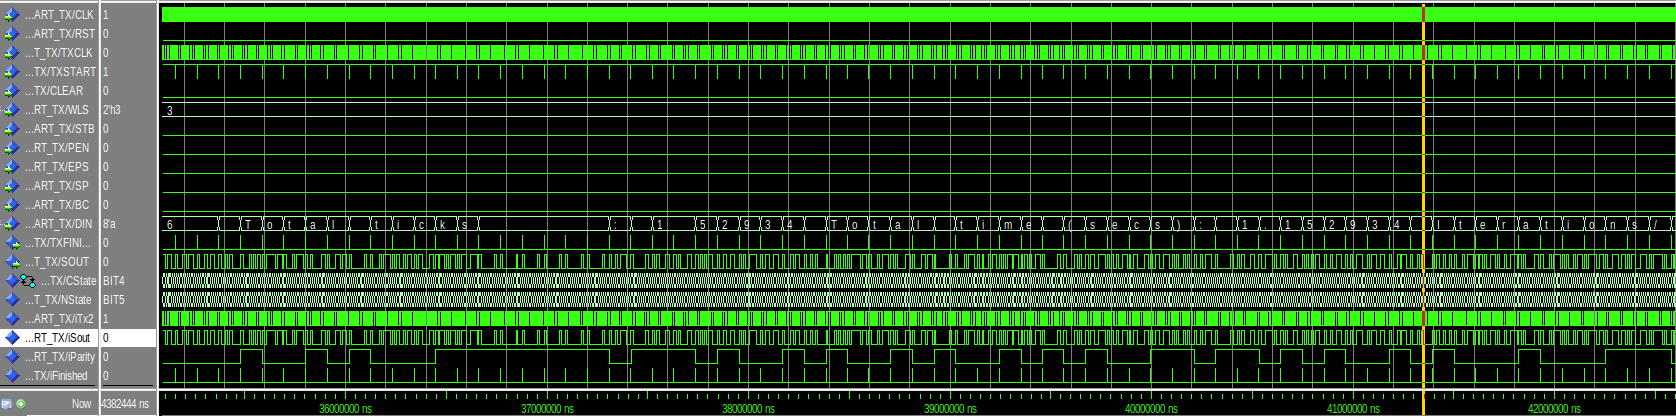 ...ART_TX/CLK 1
...ART_TX/RST 0
...T_TX/TXCLK 0
...TX/TXSTART 1
...TX/CLEAR 0
...RT_TX/WLS 2'h3 3
...ART_TX/STB 0
...RT_TX/PEN 0
...RT_TX/EPS 0
...ART_TX/SP 0
...ART_TX/BC 0
...ART_TX/DIN 8'a 6 T o t a l t i c k s : 1 5 2 9 3 4 T o t a l t i m e ( s e c s ) : 1 . 1 5 2 9 3 4 I t e r a t i o n s /
...TX/TXFINI... 0
...T_TX/SOUT 0
...TX/CState BIT4
...T_TX/NState BIT5
...ART_TX/iTx2 1
...RT_TX/iSout 0
...RT_TX/iParity 0
...TX/iFinished 0
Now 4382444 ns
36000000 ns 37000000 ns 38000000 ns 39000000 ns 40000000 ns 41000000 ns 42000000 ns